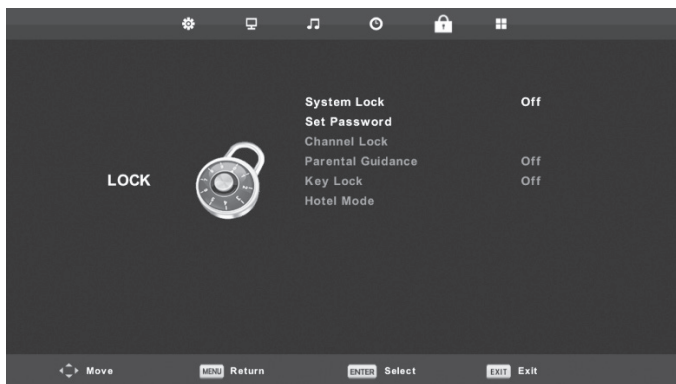 System Lock Off
Set Password
Channel Lock
Parental Guidance Off
Key Lock Off
Hotel Mode
LOCK
Move MENU Return ENTER Select EXIT Exit